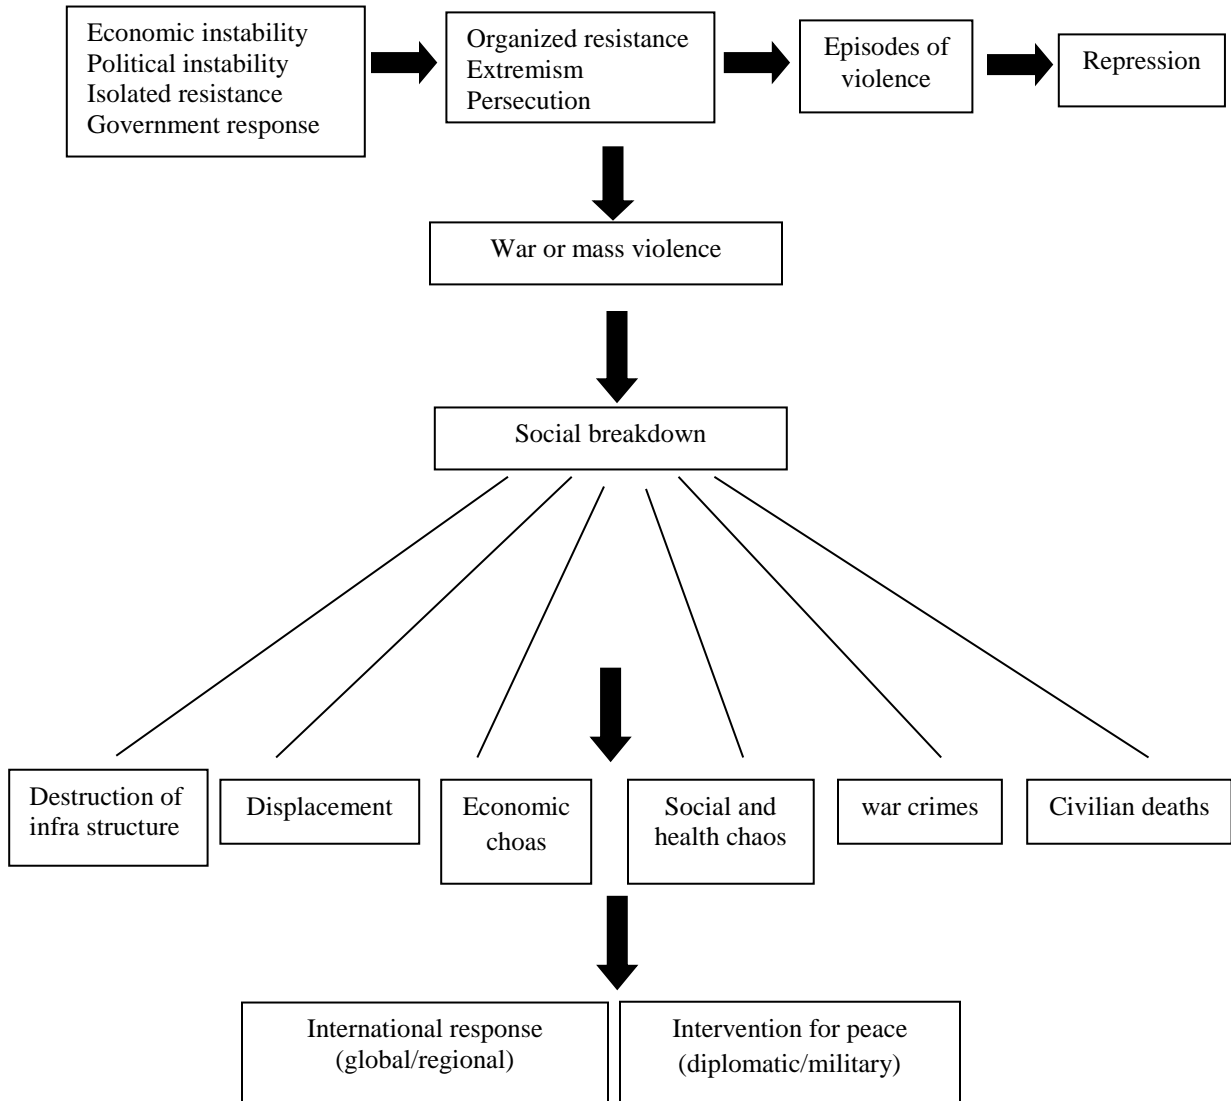 Economic instability
Political instability
Isolated resistance
Government response
Organized resistance
Extremism
Persecution
Episodes of
violence
Repression
War or mass violence
Social breakdown
Destruction of
infra structure
Displacement
Economic
choas
Social and
health chaos
war crimes
Civilian deaths
International response
(global/regional)
Intervention for peace
(diplomatic/military)